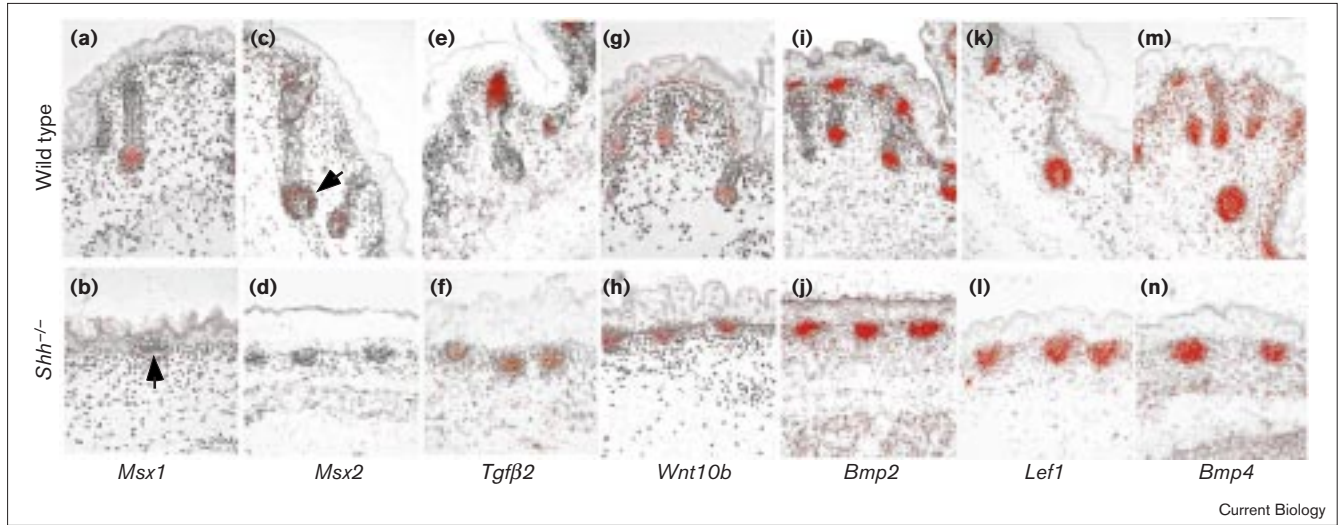 (a) (c) (e) (g) (i) (k) (m)
Wild type
(b) (d) (f) (h) (j) (l) (n)
Shh–/–
Msx1 Msx2 Tgfβ2 Wnt10b Bmp2 Lef1 Bmp4
Current Biology